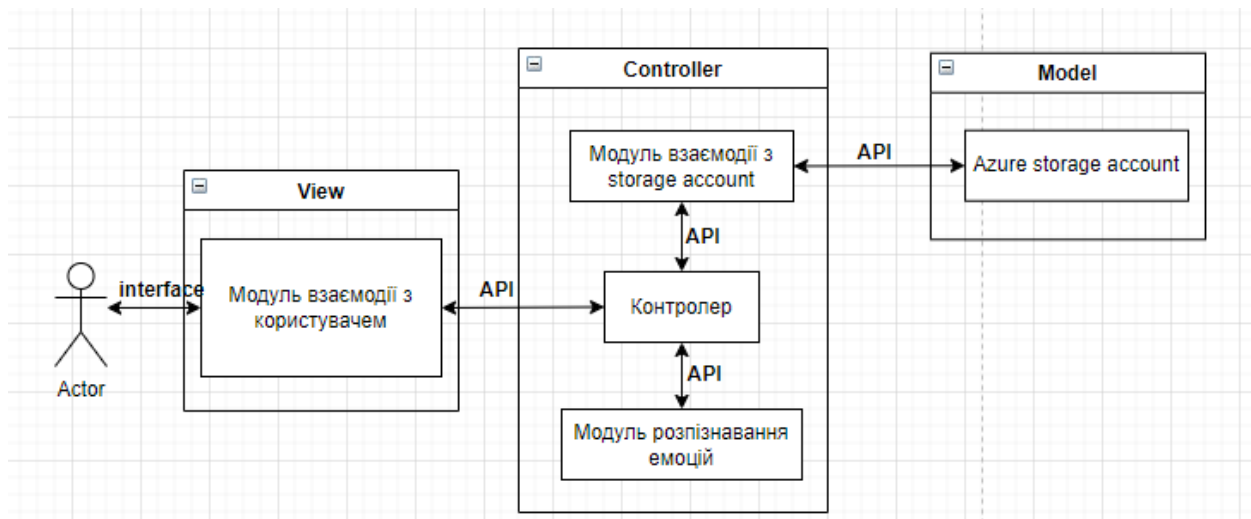 Controller
Model
Модуль взаємодії з
storage account
API
Azure storage account
View
API
interface
Модуль взаємодії з
користувачем
API
Контролер
API
Actor
Модуль розпізнавання
емоцій